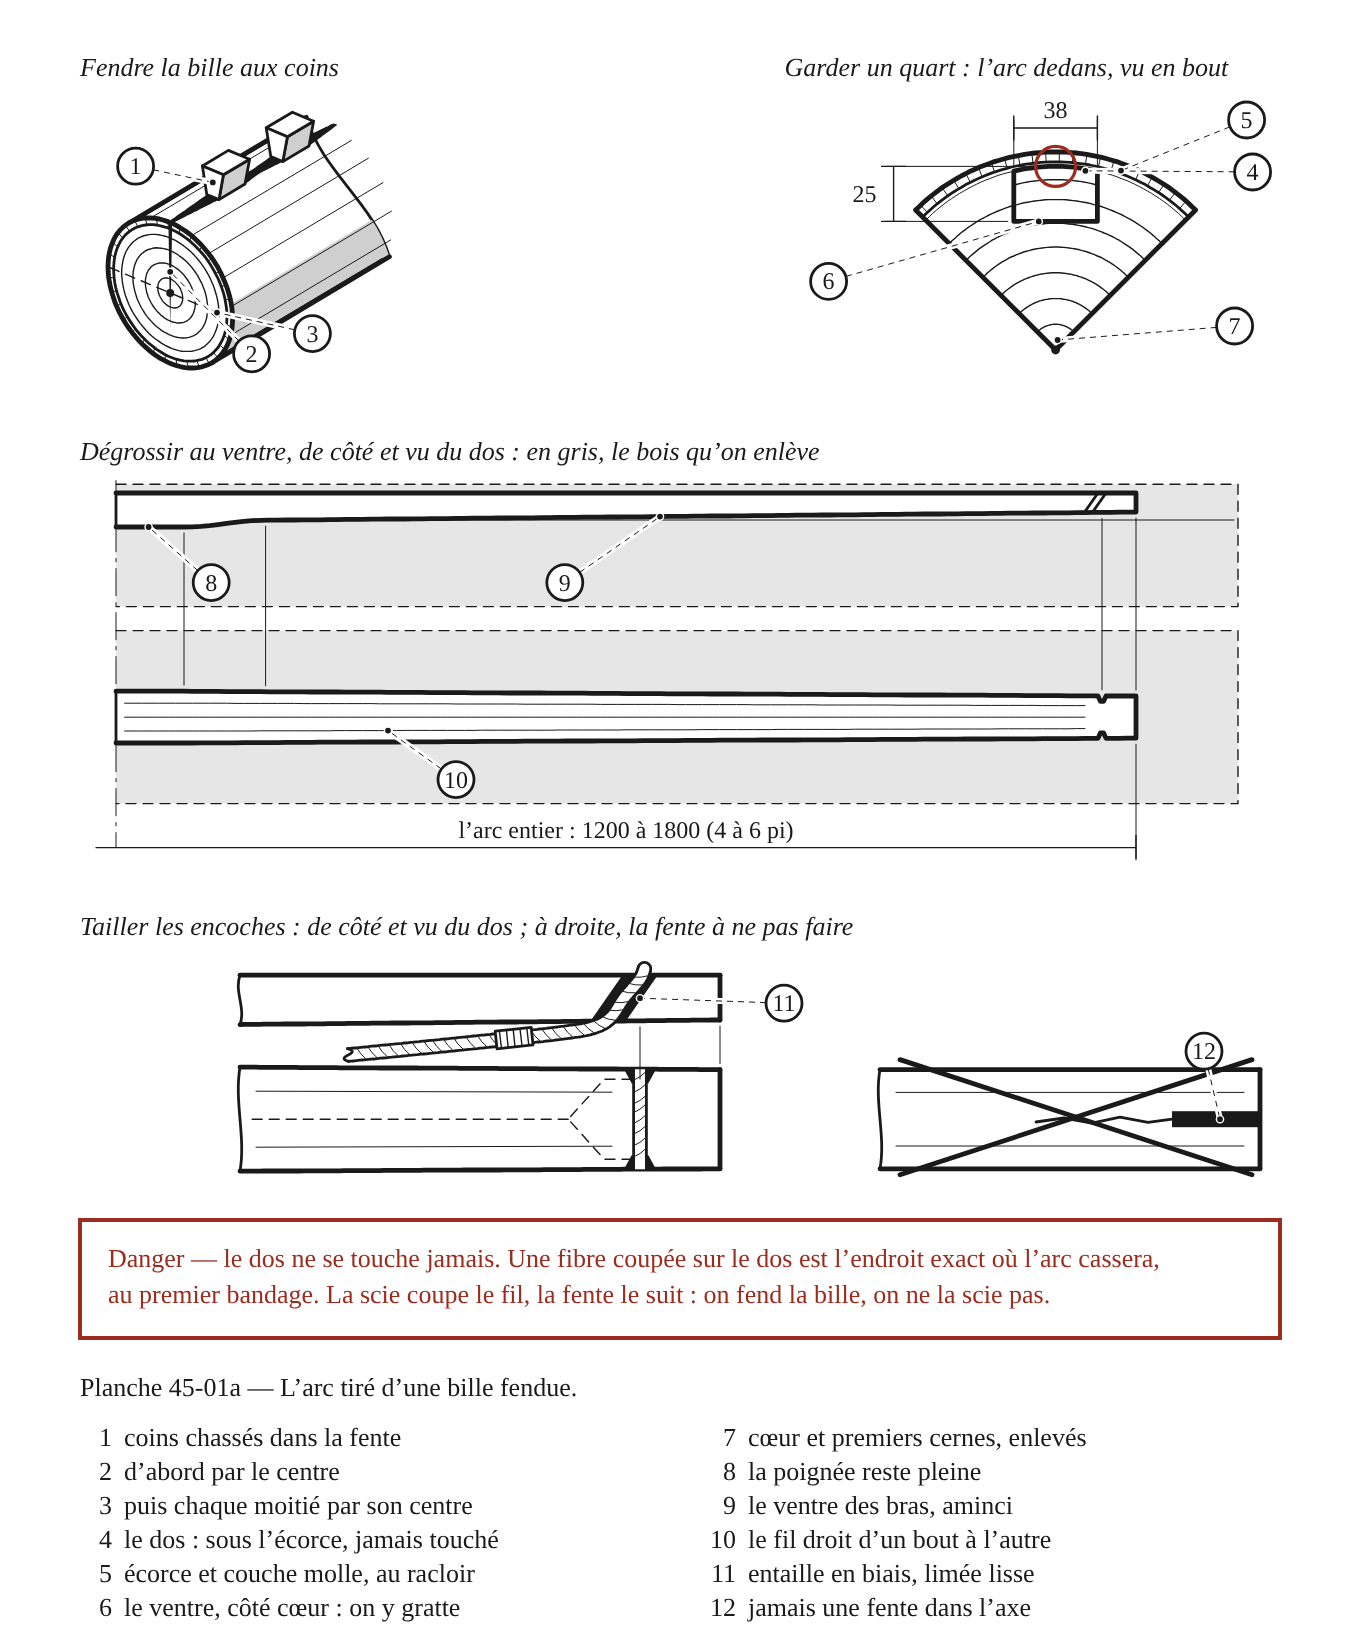 Fendre la bille aux coins
Garder un quart : l’arc dedans, vu en bout
38
5
1
4
25
6
7
3
2
Dégrossir au ventre, de côté et vu du dos : en gris, le bois qu’on enlève
8
9
10
l’arc entier : 1200 à 1800 (4 à 6 pi)
Tailler les encoches : de côté et vu du dos ; à droite, la fente à ne pas faire
11
12
Danger — le dos ne se touche jamais. Une fibre coupée sur le dos est l’endroit exact où l’arc cassera,
au premier bandage. La scie coupe le fil, la fente le suit : on fend la bille, on ne la scie pas.
Planche 45-01a — L’arc tiré d’une bille fendue.
1 coins chassés dans la fente
2 d’abord par le centre
3 puis chaque moitié par son centre
4 le dos : sous l’écorce, jamais touché
5 écorce et couche molle, au racloir
6 le ventre, côté cœur : on y gratte
7 cœur et premiers cernes, enlevés
8 la poignée reste pleine
9 le ventre des bras, aminci
10 le fil droit d’un bout à l’autre
11 entaille en biais, limée lisse
12 jamais une fente dans l’axe